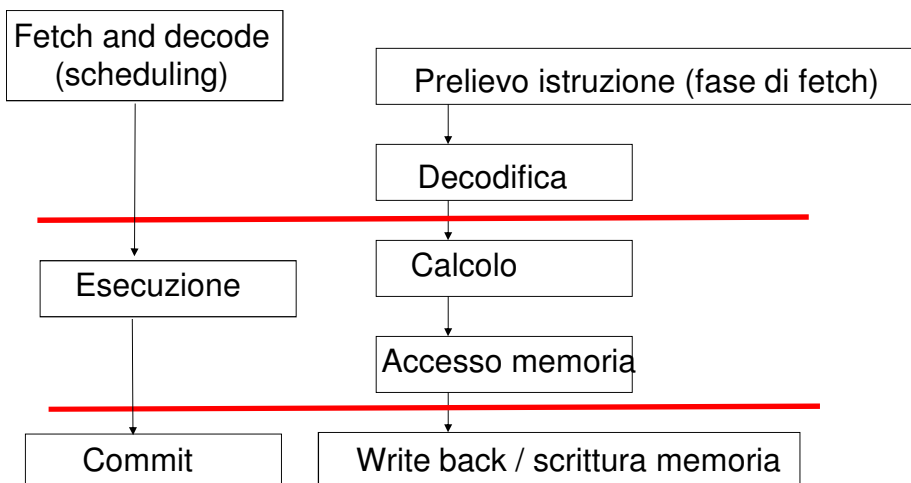 Fetch and decode
(scheduling)
Prelievo istruzione (fase di fetch)
Decodifica
Calcolo
Esecuzione
Accesso memoria
Commit
Write back / scrittura memoria